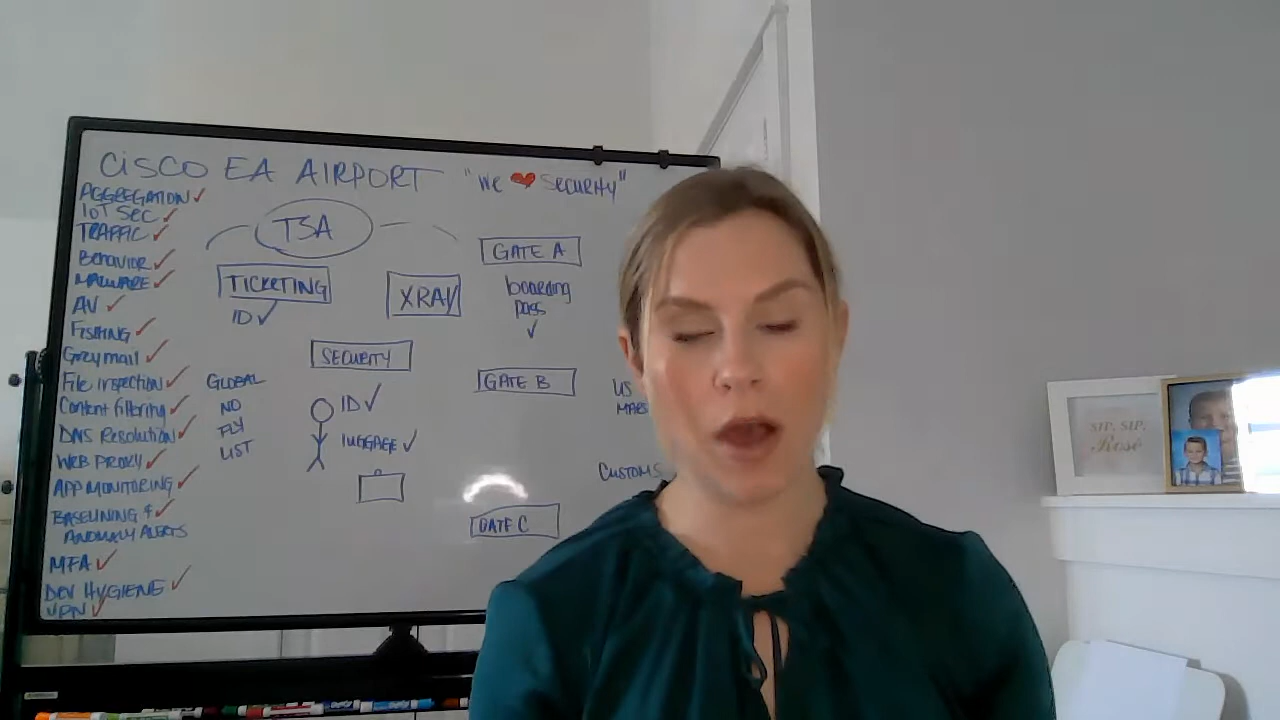 CISCO EA AIRPORT "We ❤ SECURITY"
AGGREGATION ✓
IoT SEC ✓
TRAFFIC ✓
Behavior ✓
MALWARE ✓
AV ✓
FISHING ✓
Greymail ✓
File inspection ✓
Content filtering ✓
DNS Resolution ✓
WEB PROXY ✓
APP MONITORING ✓
BASELINING & ✓
ANOMALY ALERTS
MFA ✓
DEV HYGIENE ✓
VPN ✓
TSA
TICKETING
ID ✓
XRAY
GATE A
boarding
pass
✓
SECURITY
GLOBAL
NO
FLY
LIST
ID ✓
LUGGAGE ✓
GATE B
US
CUSTOMS
GATE C
SIP, SIP,
Rosé